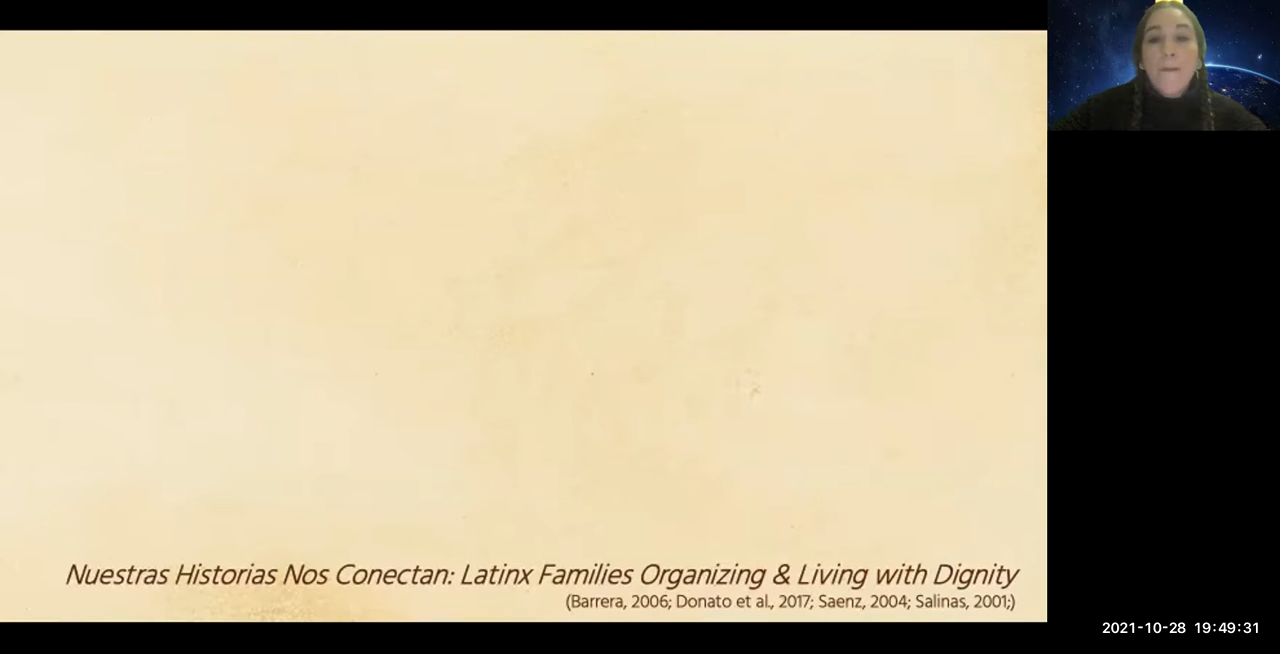 Nuestras Historias Nos Conectan: Latinx Families Organizing & Living with Dignity
(Barrera, 2006; Donato et al., 2017; Saenz, 2004; Salinas, 2001;)
2021-10-28 19:49:31